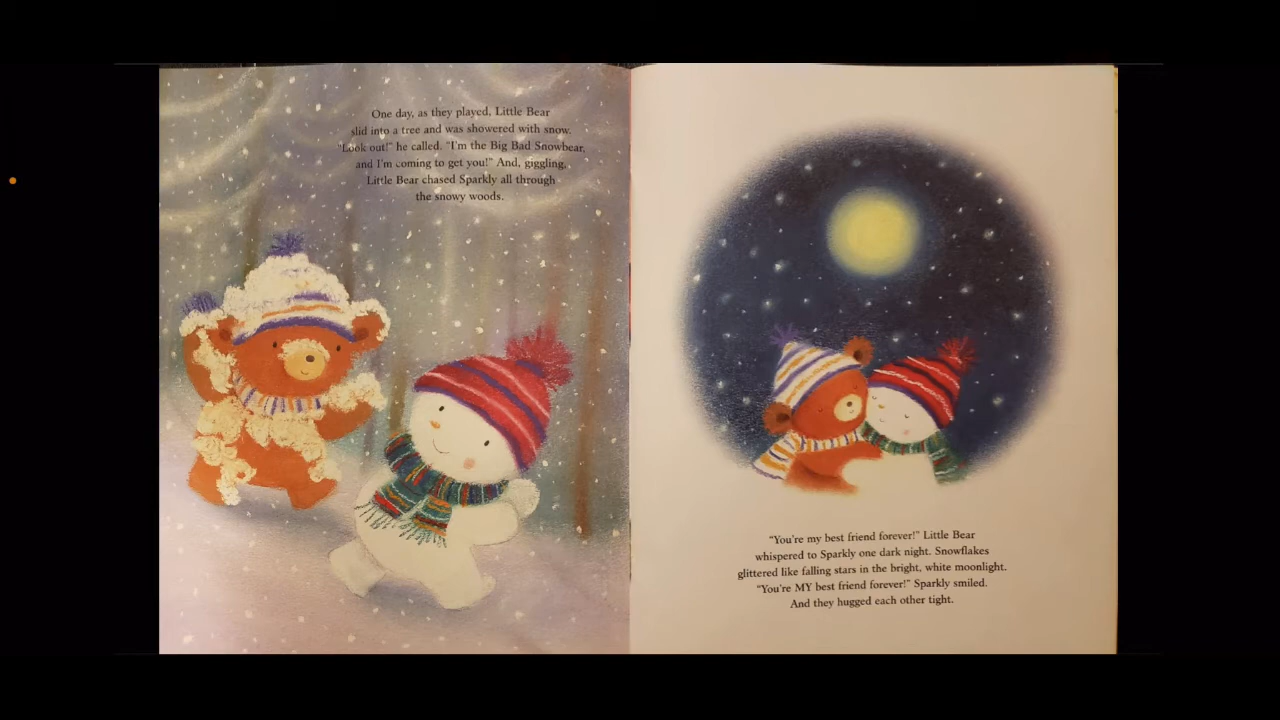 One day, as they played, Little Bear
slid into a tree and was showered with snow.
"Look out!" he called. "I'm the Big Bad Snowbear,
and I'm coming to get you!" And, giggling,
Little Bear chased Sparkly all through
the snowy woods.
"You're my best friend forever!" Little Bear
whispered to Sparkly one dark night. Snowflakes
glittered like falling stars in the bright, white moonlight.
"You're MY best friend forever!" Sparkly smiled.
And they hugged each other tight.